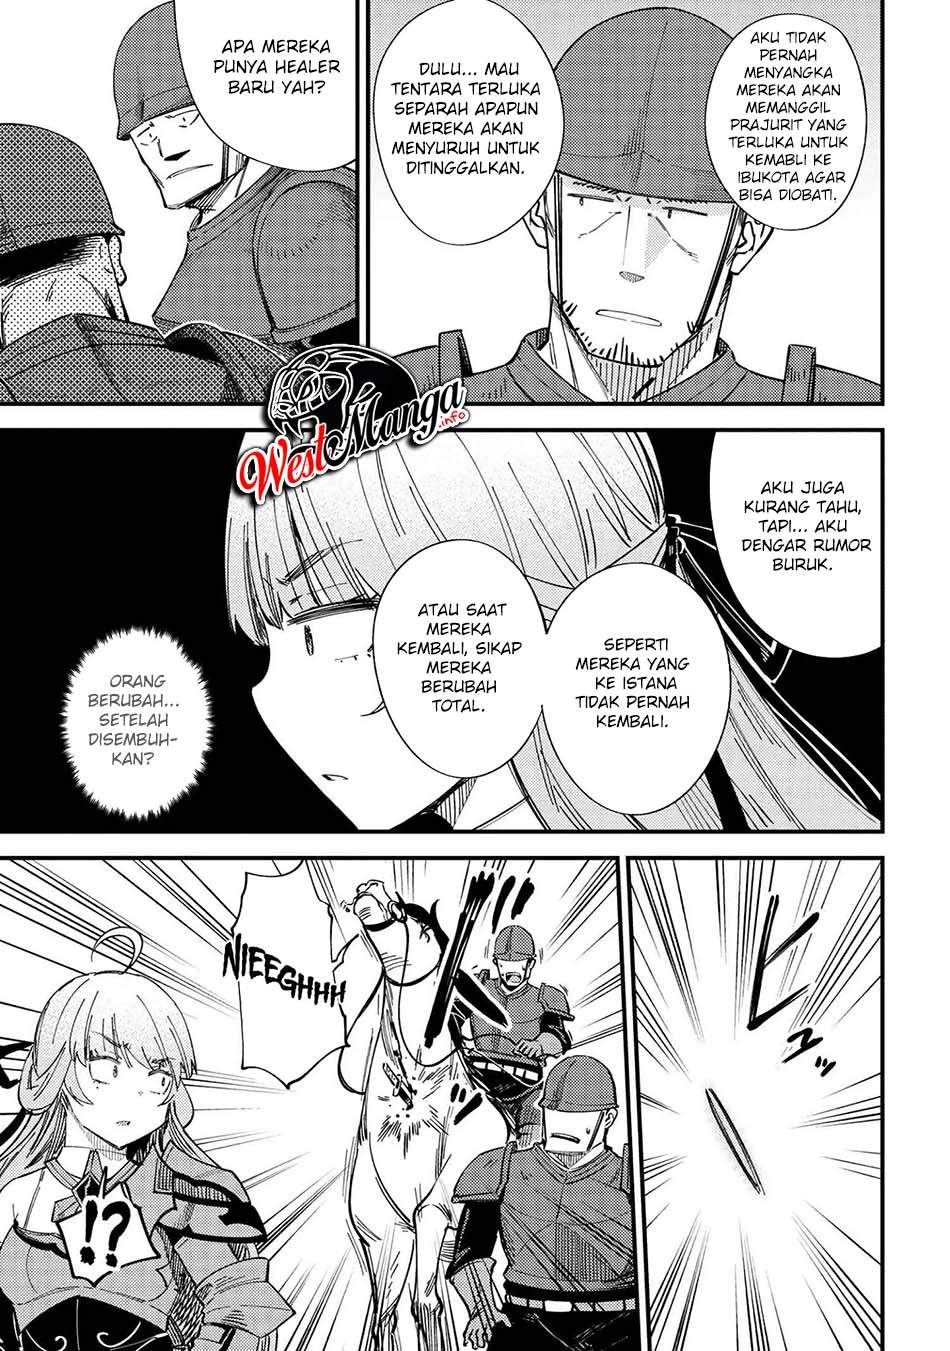 AKU TIDAK
PERNAH
MENYANGKA
MEREKA AKAN
MEMANGGIL
PRAJURIT YANG
TERLUKA UNTUK
KEMABLI KE
IBUKOTA AGAR
BISA DIOBATI.
DULU... MAU
TENTARA TERLUKA
SEPARAH APAPUN
MEREKA AKAN
MENYURUH UNTUK
DITINGGALKAN.
APA MEREKA
PUNYA HEALER
BARU YAH?
WestManga
.info
AKU JUGA
KURANG TAHU,
TAPI... AKU
DENGAR RUMOR
BURUK.
SEPERTI
MEREKA YANG
KE ISTANA
TIDAK PERNAH
KEMBALI.
ATAU SAAT
MEREKA
KEMBALI, SIKAP
MEREKA
BERUBAH
TOTAL.
ORANG
BERUBAH...
SETELAH
DISEMBUH-
KAN?
NIEEGHHH
!?